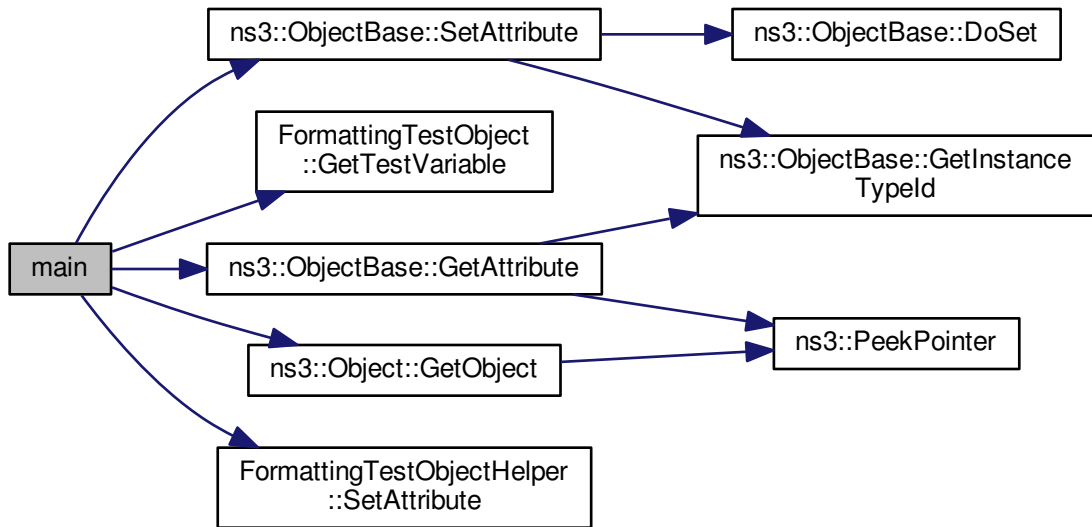 ns3::ObjectBase::SetAttribute
ns3::ObjectBase::DoSet
FormattingTestObject
::GetTestVariable
ns3::ObjectBase::GetInstance
TypeId
main
ns3::ObjectBase::GetAttribute
ns3::PeekPointer
ns3::Object::GetObject
FormattingTestObjectHelper
::SetAttribute